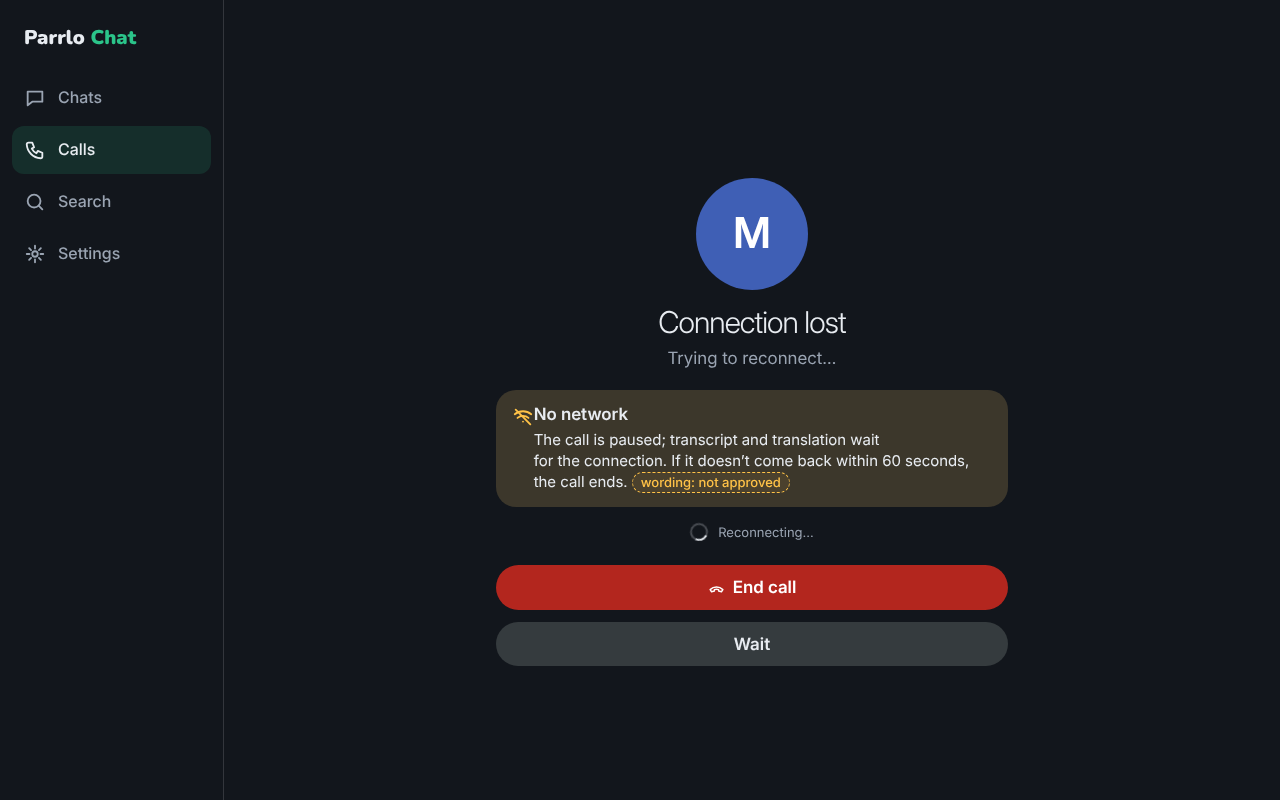 Parrlo Chat
Chats
Calls
Search
Settings
M
Connection lost
Trying to reconnect…
No network
The call is paused; transcript and translation wait
for the connection. If it doesn’t come back within 60 seconds,
the call ends. wording: not approved
Reconnecting…
End call
Wait